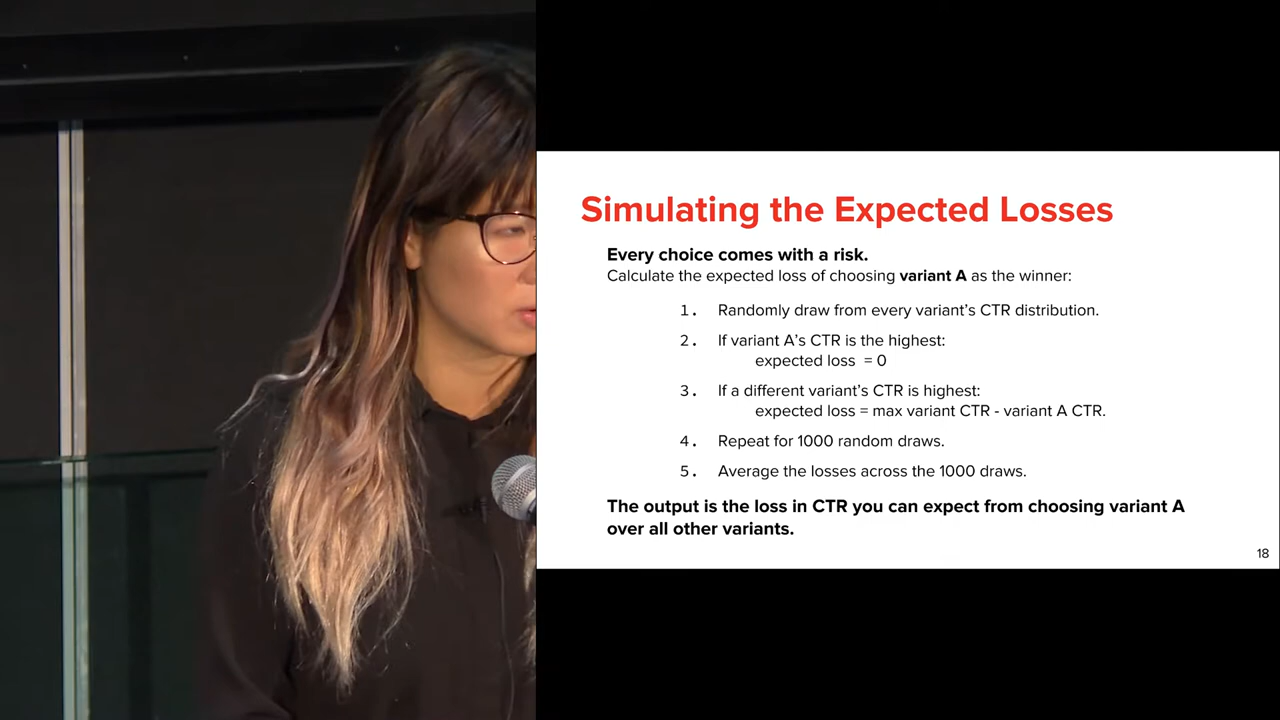 Simulating the Expected Losses
Every choice comes with a risk.
Calculate the expected loss of choosing variant A as the winner:
1. Randomly draw from every variant's CTR distribution.
2. If variant A's CTR is the highest:
expected loss = 0
3. If a different variant's CTR is highest:
expected loss = max variant CTR - variant A CTR.
4. Repeat for 1000 random draws.
5. Average the losses across the 1000 draws.
The output is the loss in CTR you can expect from choosing variant A
over all other variants.
18